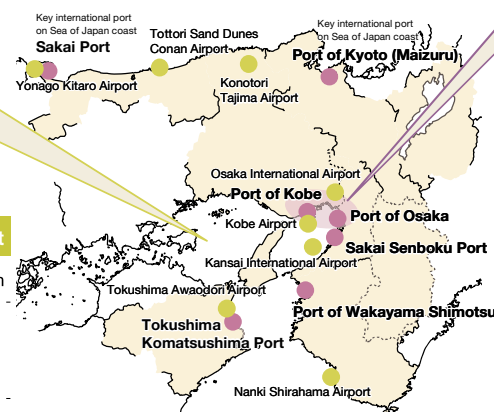 Key international port
on Sea of Japan coast
Sakai Port
Yonago Kitaro Airport
Tottori Sand Dunes
Conan Airport
Konotori
Tajima Airport
Key international port
on Sea of Japan coast
Port of Kyoto (Maizuru)
Osaka International Airport
Port of Kobe
Port of Osaka
Kobe Airport
Sakai Senboku Port
Kansai International Airport
Tokushima Awaodori Airport
Port of Wakayama Shimotsu
Tokushima
Komatsushima Port
Nanki Shirahama Airport